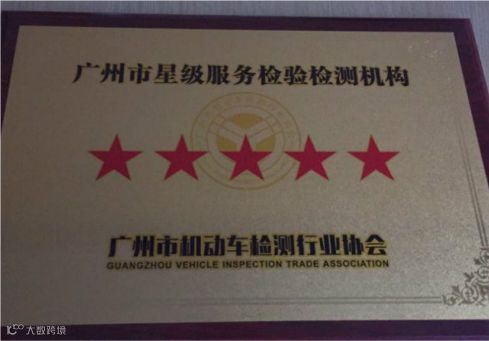 广州市星级服务检验检测机构
广州市机动车检测行业协会
GUANGZHOU VEHICLE INSPECTION TRADE ASSOCIATION
大数跨境